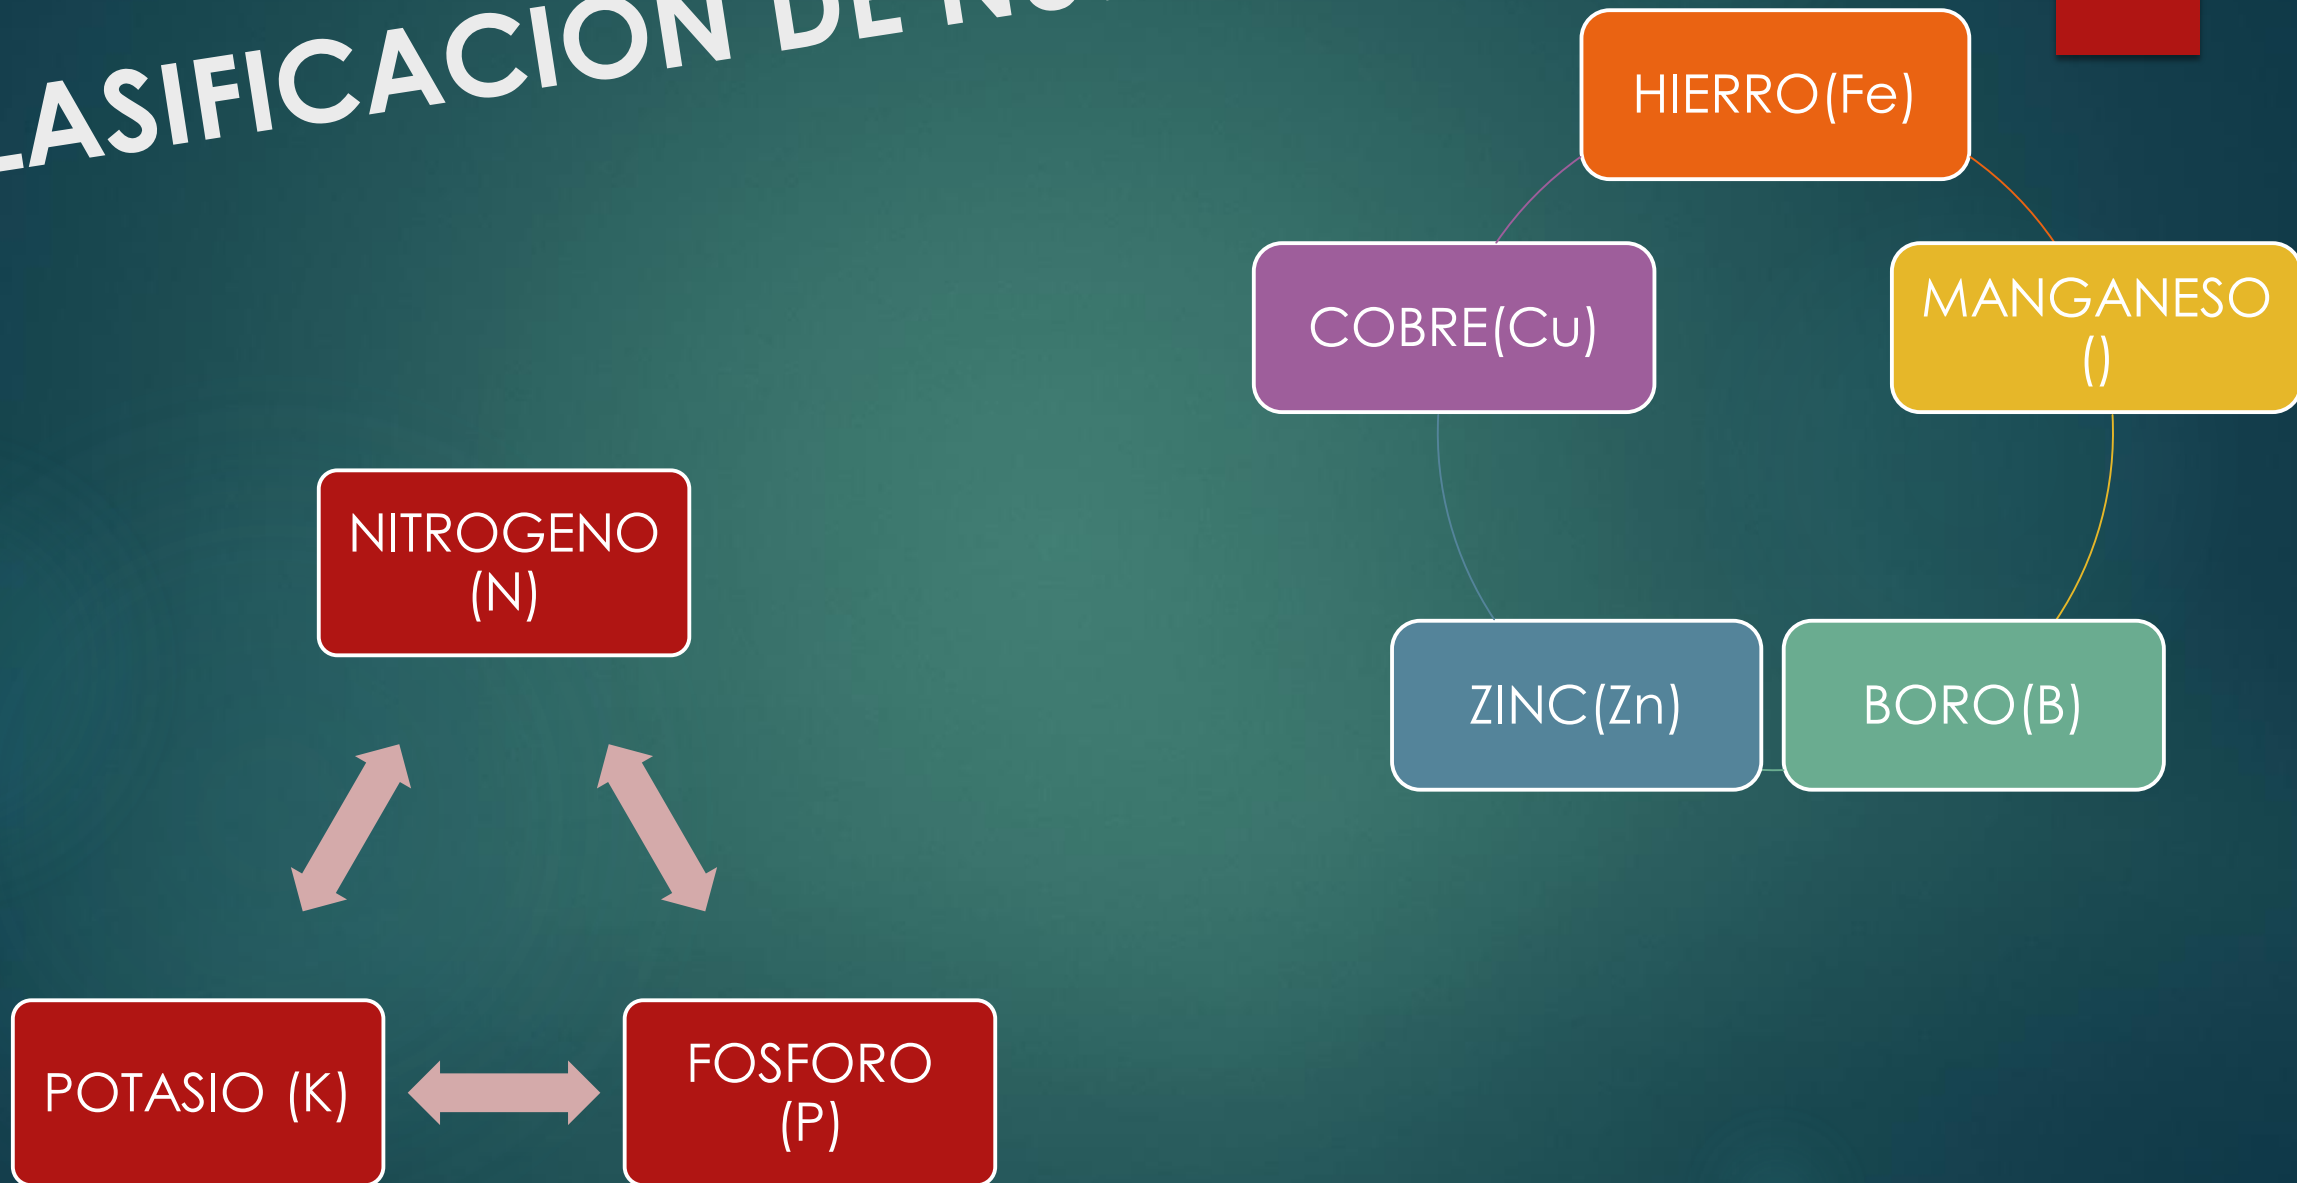 LASIFICACION DE
HIERRO(Fe)
COBRE(Cu)
MANGANESO
()
NITROGENO
(N)
ZINC(Zn)
BORO(B)
POTASIO (K)
FOSFORO
(P)